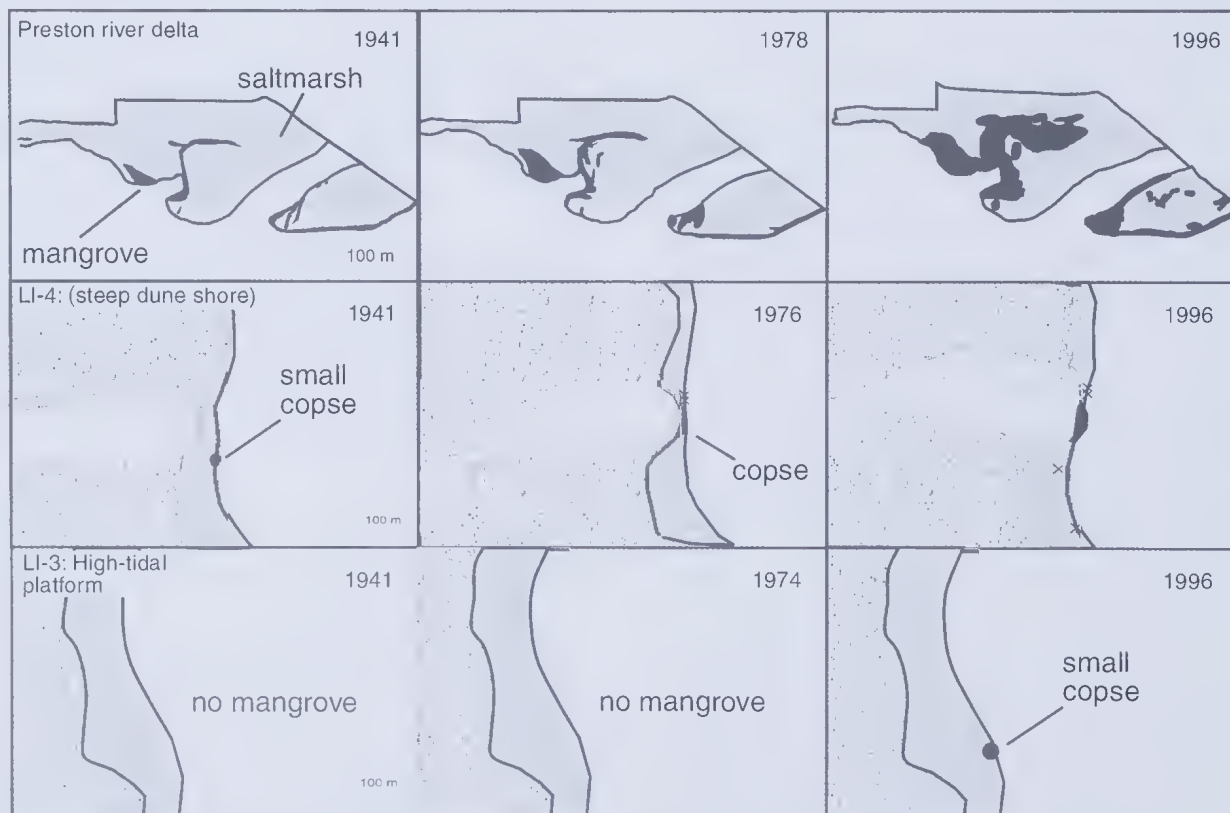 Preston river delta
1941
saltmarsh
mangrove
100 m
1978
1996
LI-4: (steep dune shore)
1941
small
copse
100 m
1976
copse
1996
LI-3: High-tidal
platform
1941
no mangrove
100 m
1974
no mangrove
1996
small
copse